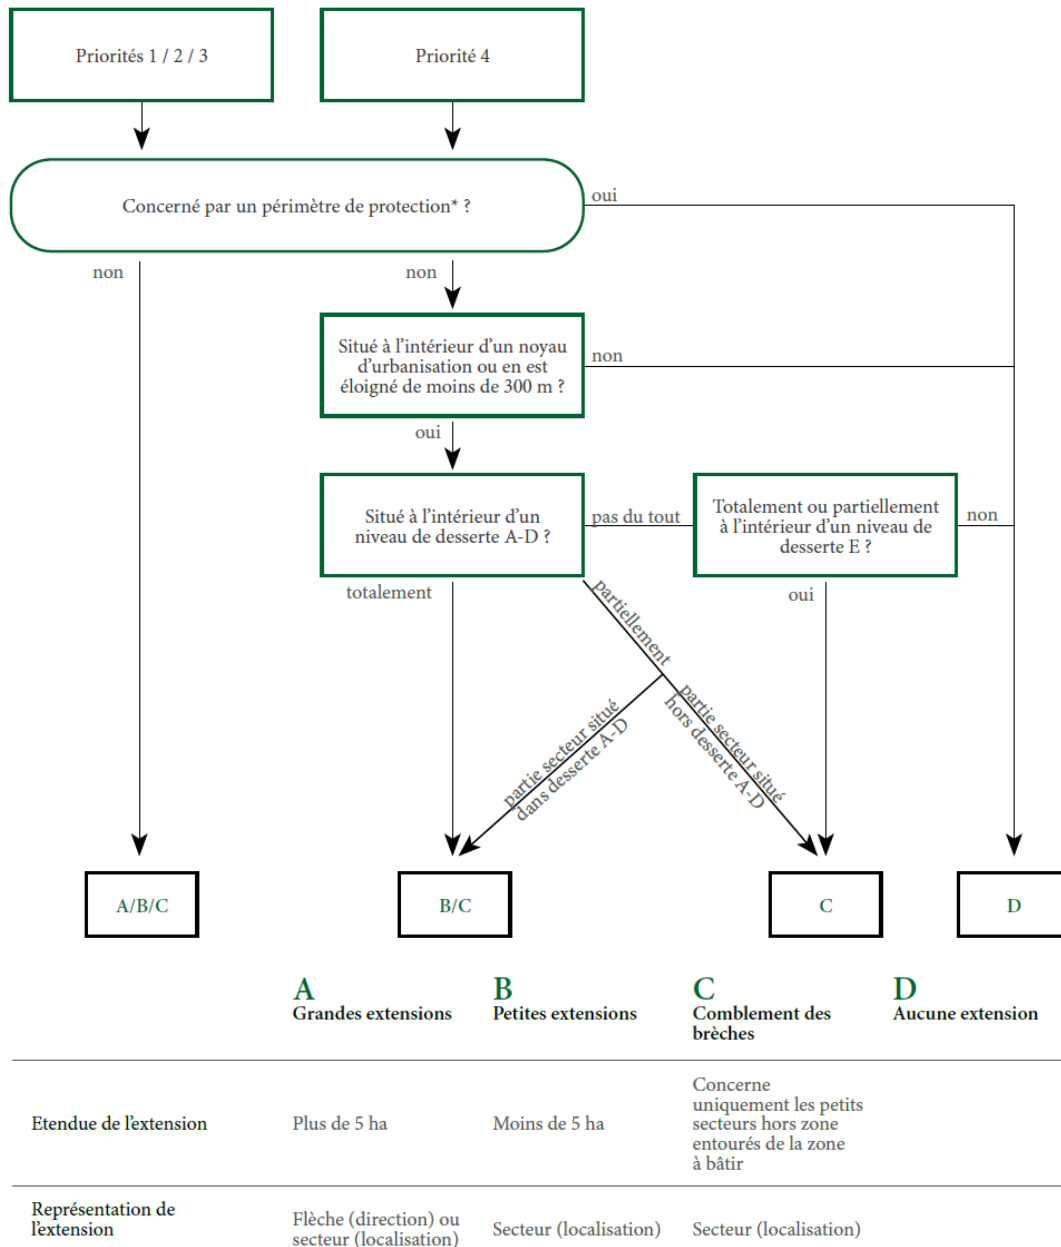 Priorités 1 / 2 / 3
Priorité 4
Concerné par un périmètre de protection* ?
oui
non
non
Situé à l'intérieur d'un noyau
d'urbanisation ou en est
éloigné de moins de 300 m ?
non
oui
Situé à l'intérieur d'un
niveau de desserte A-D ?
pas du tout
Totalement ou partiellement
à l'intérieur d'un niveau de
desserte E ?
non
totalement
partiellement
oui
partie secteur situé
dans desserte A-D
partie secteur situé
hors desserte A-D
A/B/C
B/C
C
D
A
Grandes extensions
B
Petites extensions
C
Comblement des
brèches
D
Aucune extension
Etendue de l'extension
Plus de 5 ha
Moins de 5 ha
Concerne
uniquement les petits
secteurs hors zone
entourés de la zone
à bâtir
Représentation de
l'extension
Flèche (direction) ou
secteur (localisation)
Secteur (localisation)
Secteur (localisation)